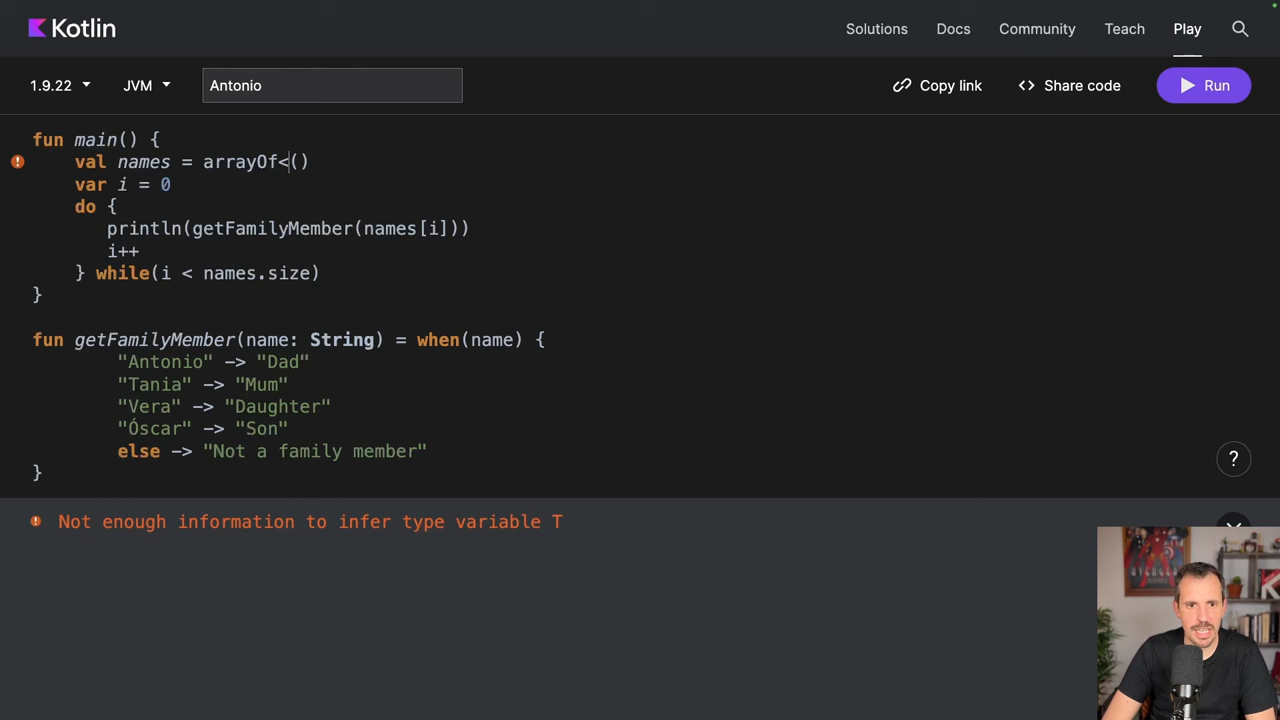 Kotlin
Solutions Docs Community Teach Play
1.9.22 JVM Antonio Copy link <> Share code Run
fun main() {
val names = arrayOf<()
var i = 0
do {
println(getFamilyMember(names[i]))
i++
} while(i < names.size)
}
fun getFamilyMember(name: String) = when(name) {
"Antonio" -> "Dad"
"Tania" -> "Mum"
"Vera" -> "Daughter"
"Óscar" -> "Son"
else -> "Not a family member"
}
?
Not enough information to infer type variable T